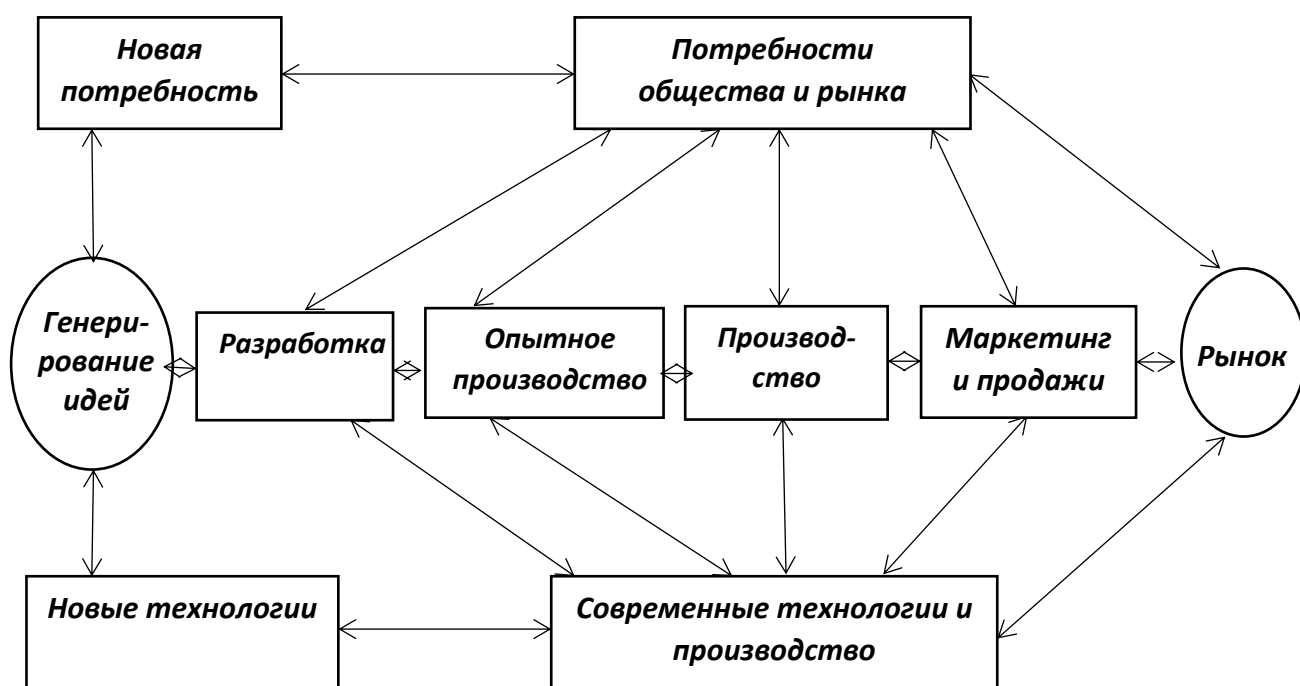 Новая
потребность
Потребности
общества и рынка
Генери-
рование
идей
Разработка
Опытное
производство
Производ-
ство
Маркетинг
и продажи
Рынок
Новые технологии
Современные технологии и
производство